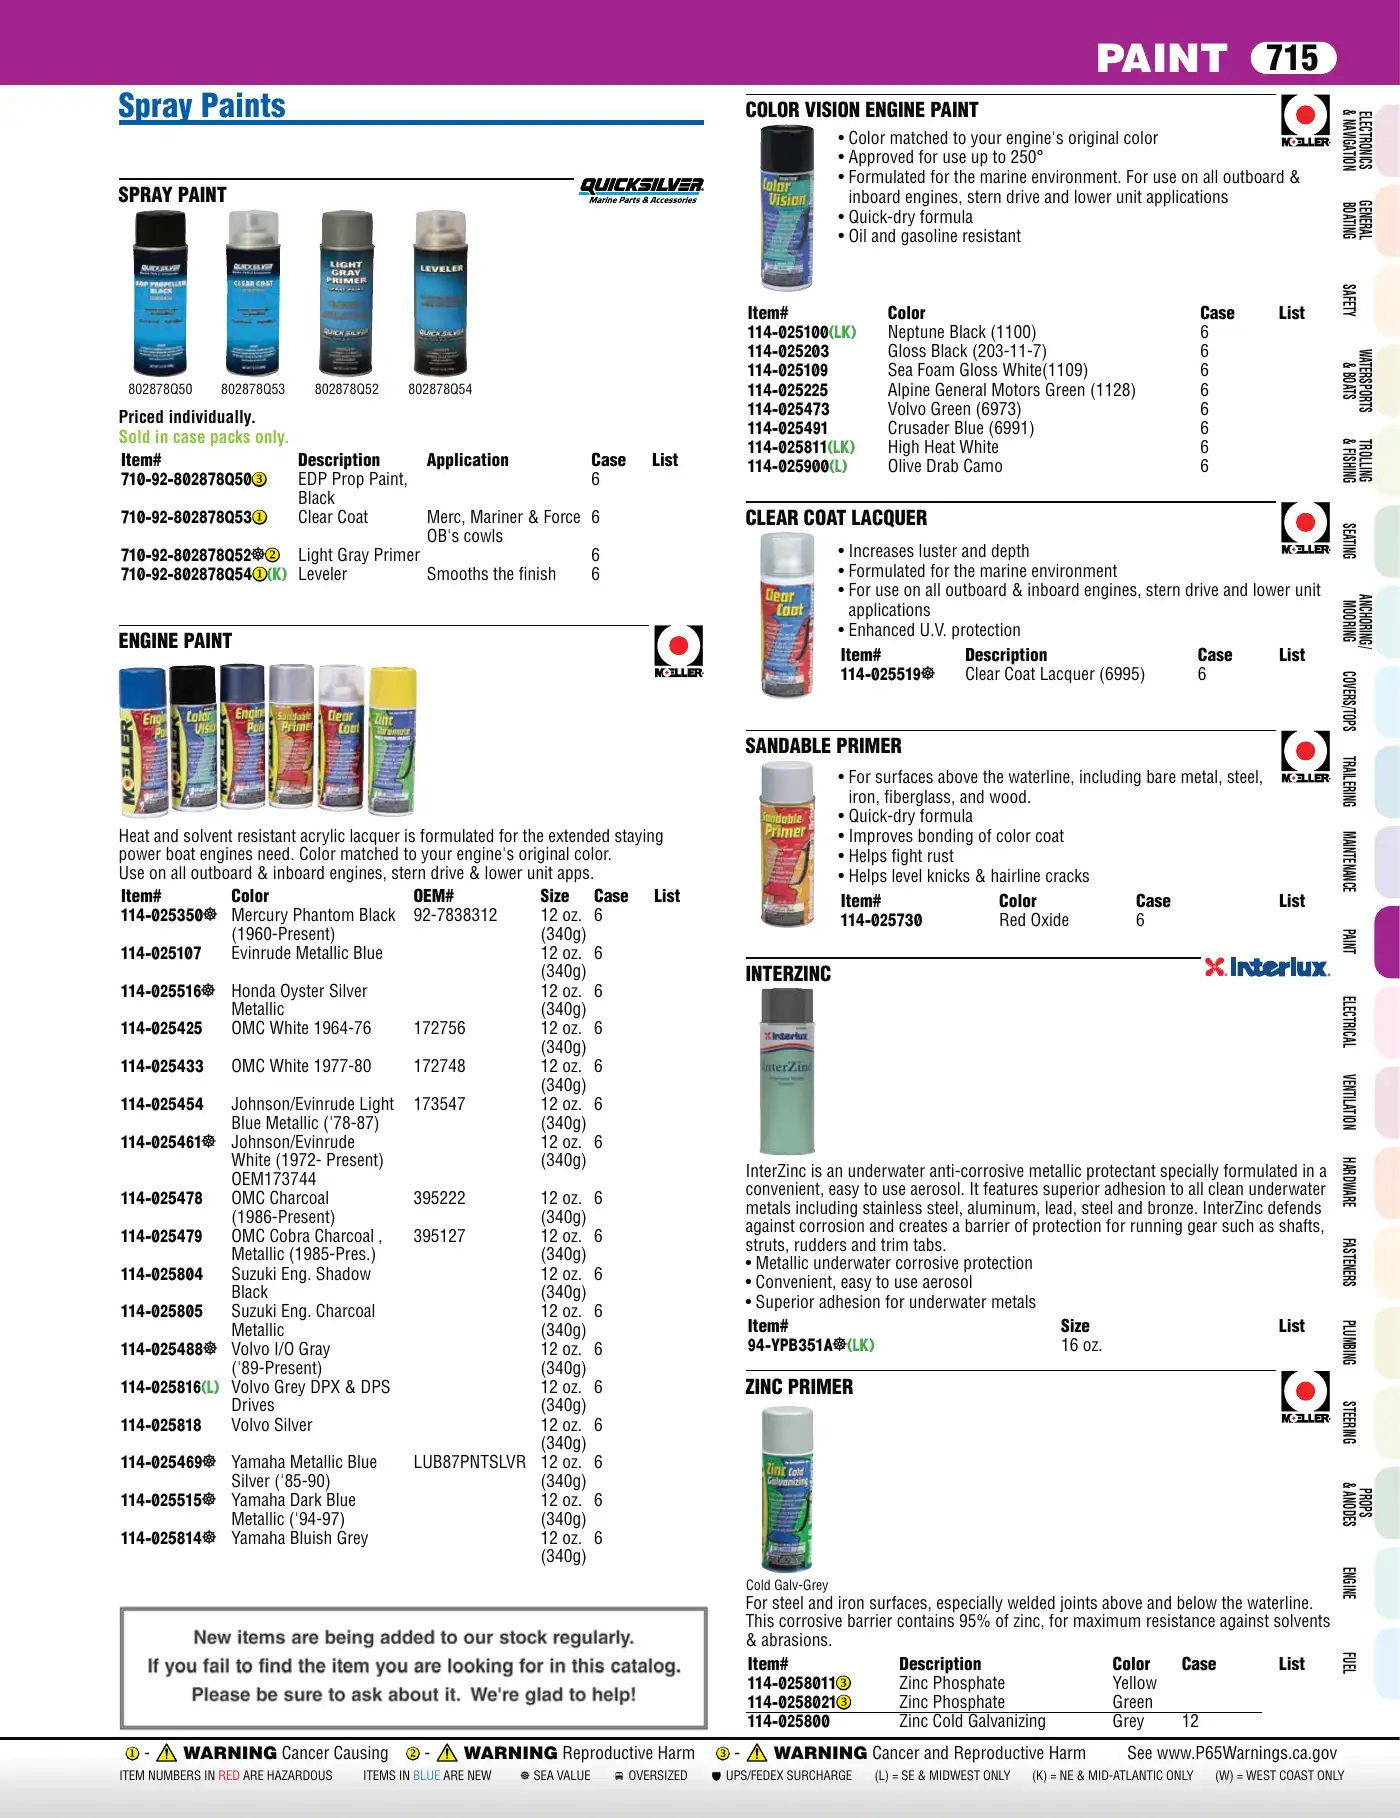 PAINT 715
Spray Paints
SPRAY PAINT
QUICKSILVER
Marine Parts & Accessories
802878Q50 802878Q53 802878Q52 802878Q54
Priced individually.
Sold in case packs only.
Item# Description Application Case List
710-92-802878Q50③ EDP Prop Paint, 6
Black
710-92-802878Q53① Clear Coat Merc, Mariner & Force 6
OB's cowls
710-92-802878Q52② Light Gray Primer 6
710-92-802878Q54①(K) Leveler Smooths the finish 6
ENGINE PAINT
MOELLER
Heat and solvent resistant acrylic lacquer is formulated for the extended staying
power boat engines need. Color matched to your engine's original color.
Use on all outboard & inboard engines, stern drive & lower unit apps.
Item# Color OEM# Size Case List
114-025350 Mercury Phantom Black 92-7838312 12 oz. 6
(1960-Present) (340g)
114-025107 Evinrude Metallic Blue 12 oz. 6
(340g)
114-025516 Honda Oyster Silver 12 oz. 6
Metallic (340g)
114-025425 OMC White 1964-76 172756 12 oz. 6
(340g)
114-025433 OMC White 1977-80 172748 12 oz. 6
(340g)
114-025454 Johnson/Evinrude Light 173547 12 oz. 6
Blue Metallic ('78-87) (340g)
114-025461 Johnson/Evinrude 12 oz. 6
White (1972- Present) (340g)
OEM173744
114-025478 OMC Charcoal 395222 12 oz. 6
(1986-Present) (340g)
114-025479 OMC Cobra Charcoal , 395127 12 oz. 6
Metallic (1985-Pres.) (340g)
114-025804 Suzuki Eng. Shadow 12 oz. 6
Black (340g)
114-025805 Suzuki Eng. Charcoal 12 oz. 6
Metallic (340g)
114-025488 Volvo I/O Gray 12 oz. 6
('89-Present) (340g)
114-025816(L) Volvo Grey DPX & DPS 12 oz. 6
Drives (340g)
114-025818 Volvo Silver 12 oz. 6
(340g)
114-025469 Yamaha Metallic Blue LUB87PNTSLVR 12 oz. 6
Silver ('85-90) (340g)
114-025515 Yamaha Dark Blue 12 oz. 6
Metallic ('94-97) (340g)
114-025814 Yamaha Bluish Grey 12 oz. 6
(340g)
New items are being added to our stock regularly.
If you fail to find the item you are looking for in this catalog.
Please be sure to ask about it. We're glad to help!
COLOR VISION ENGINE PAINT
MOELLER
• Color matched to your engine's original color
• Approved for use up to 250°
• Formulated for the marine environment. For use on all outboard &
inboard engines, stern drive and lower unit applications
• Quick-dry formula
• Oil and gasoline resistant
Item# Color Case List
114-025100(LK) Neptune Black (1100) 6
114-025203 Gloss Black (203-11-7) 6
114-025109 Sea Foam Gloss White(1109) 6
114-025225 Alpine General Motors Green (1128) 6
114-025473 Volvo Green (6973) 6
114-025491 Crusader Blue (6991) 6
114-025811(LK) High Heat White 6
114-025900(L) Olive Drab Camo 6
CLEAR COAT LACQUER
MOELLER
• Increases luster and depth
• Formulated for the marine environment
• For use on all outboard & inboard engines, stern drive and lower unit
applications
• Enhanced U.V. protection
Item# Description Case List
114-025519 Clear Coat Lacquer (6995) 6
SANDABLE PRIMER
MOELLER
• For surfaces above the waterline, including bare metal, steel,
iron, fiberglass, and wood.
• Quick-dry formula
• Improves bonding of color coat
• Helps fight rust
• Helps level knicks & hairline cracks
Item# Color Case List
114-025730 Red Oxide 6
INTERZINC
Interlux
InterZinc is an underwater anti-corrosive metallic protectant specially formulated in a
convenient, easy to use aerosol. It features superior adhesion to all clean underwater
metals including stainless steel, aluminum, lead, steel and bronze. InterZinc defends
against corrosion and creates a barrier of protection for running gear such as shafts,
struts, rudders and trim tabs.
• Metallic underwater corrosive protection
• Convenient, easy to use aerosol
• Superior adhesion for underwater metals
Item# Size List
94-YPB351A(LK) 16 oz.
ZINC PRIMER
MOELLER
Cold Galv-Grey
For steel and iron surfaces, especially welded joints above and below the waterline.
This corrosive barrier contains 95% of zinc, for maximum resistance against solvents
& abrasions.
Item# Description Color Case List
114-0258011③ Zinc Phosphate Yellow
114-0258021③ Zinc Phosphate Green
114-025800 Zinc Cold Galvanizing Grey 12
ELECTRONICS
& NAVIGATION
GENERAL
BOATING
SAFETY
WATERSPORTS
& BOATS
TROLLING
& FISHING
SEATING
ANCHORING/
MOORING
COVERS/TOPS
TRAILERING
MAINTENANCE
PAINT
ELECTRICAL
VENTILATION
HARDWARE
FASTENERS
PLUMBING
STEERING
PROPS
& ANODES
ENGINE
FUEL
① - WARNING Cancer Causing ② - WARNING Reproductive Harm ③ - WARNING Cancer and Reproductive Harm See www.P65Warnings.ca.gov
ITEM NUMBERS IN RED ARE HAZARDOUS ITEMS IN BLUE ARE NEW SEA VALUE OVERSIZED UPS/FEDEX SURCHARGE (L) = SE & MIDWEST ONLY (K) = NE & MID-ATLANTIC ONLY (W) = WEST COAST ONLY